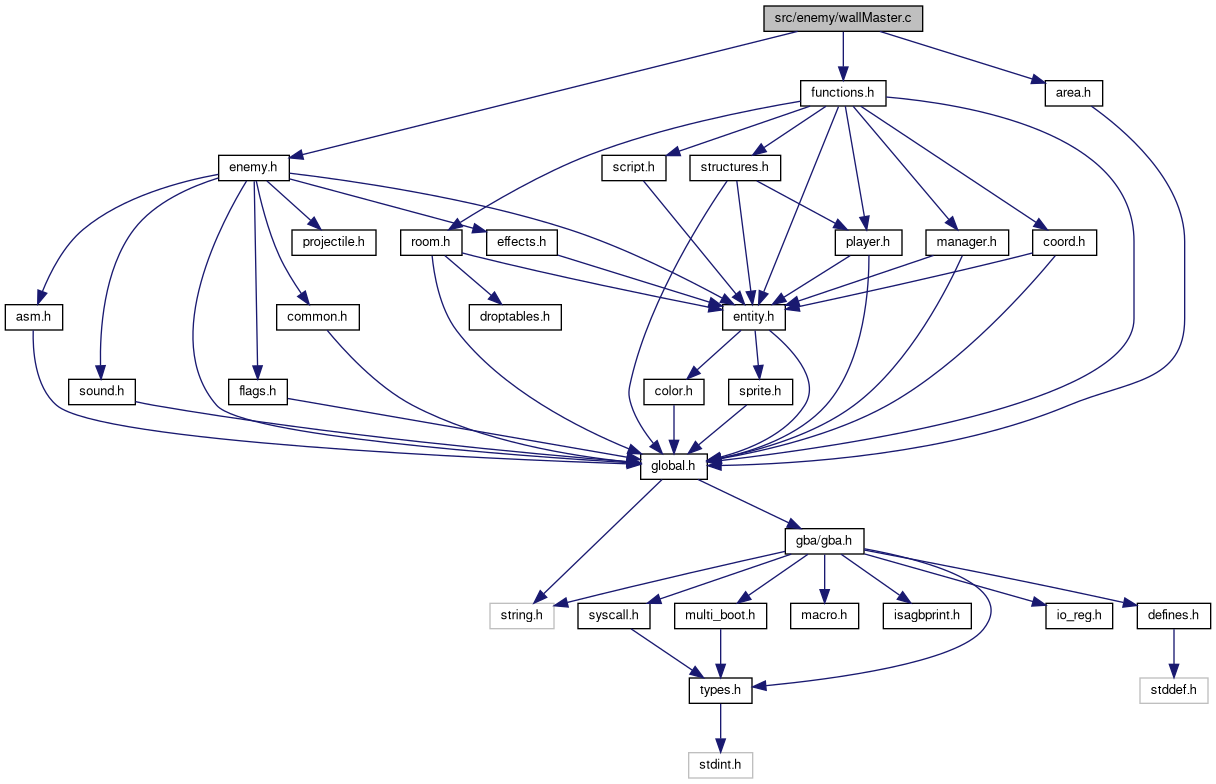 src/enemy/wallMaster.c
functions.h
area.h
enemy.h
script.h
structures.h
projectile.h
room.h
effects.h
player.h
manager.h
coord.h
asm.h
common.h
droptables.h
entity.h
sound.h
flags.h
color.h
sprite.h
global.h
gba/gba.h
string.h
syscall.h
multi_boot.h
macro.h
isagbprint.h
io_reg.h
defines.h
types.h
stddef.h
stdint.h